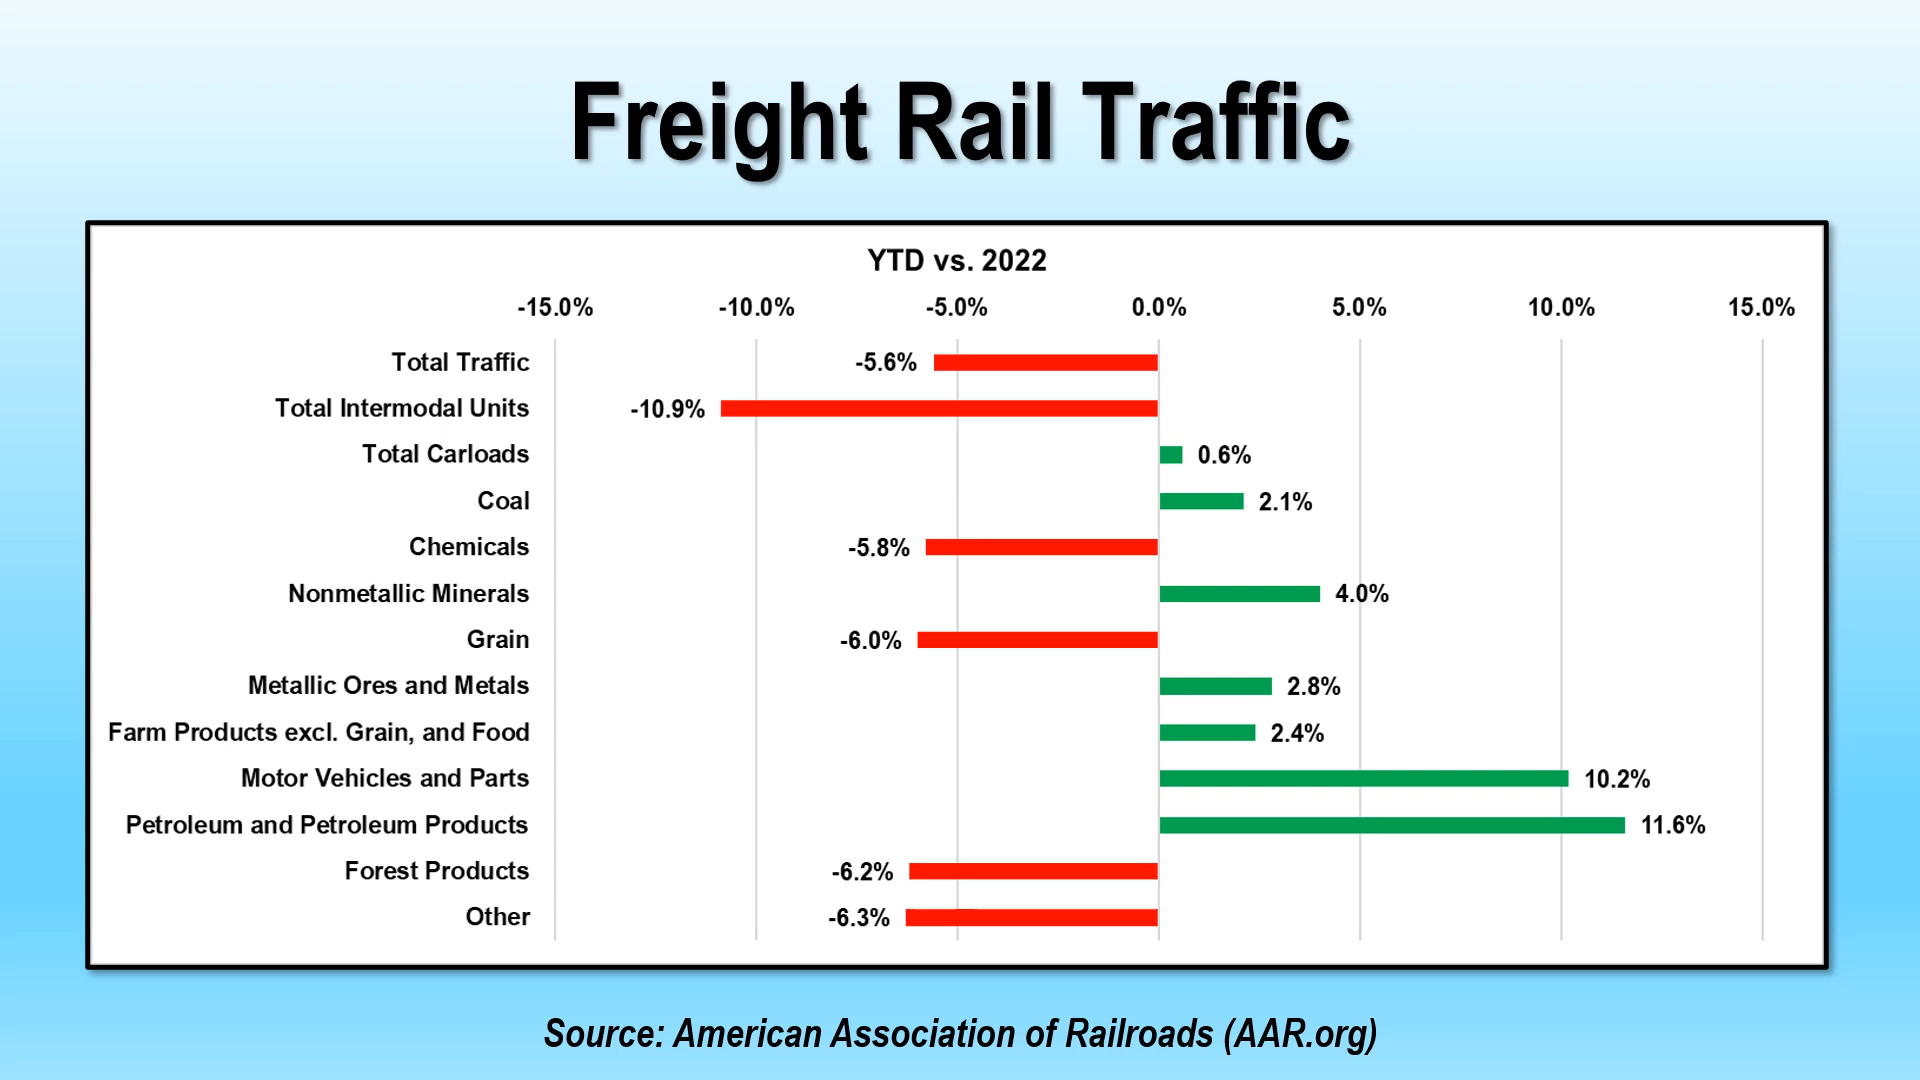 Freight Rail Traffic
YTD vs. 2022
-15.0% -10.0% -5.0% 0.0% 5.0% 10.0% 15.0%
Total Traffic -5.6%
Total Intermodal Units -10.9%
Total Carloads 0.6%
Coal 2.1%
Chemicals -5.8%
Nonmetallic Minerals 4.0%
Grain -6.0%
Metallic Ores and Metals 2.8%
Farm Products excl. Grain, and Food 2.4%
Motor Vehicles and Parts 10.2%
Petroleum and Petroleum Products 11.6%
Forest Products -6.2%
Other -6.3%
Source: American Association of Railroads (AAR.org)